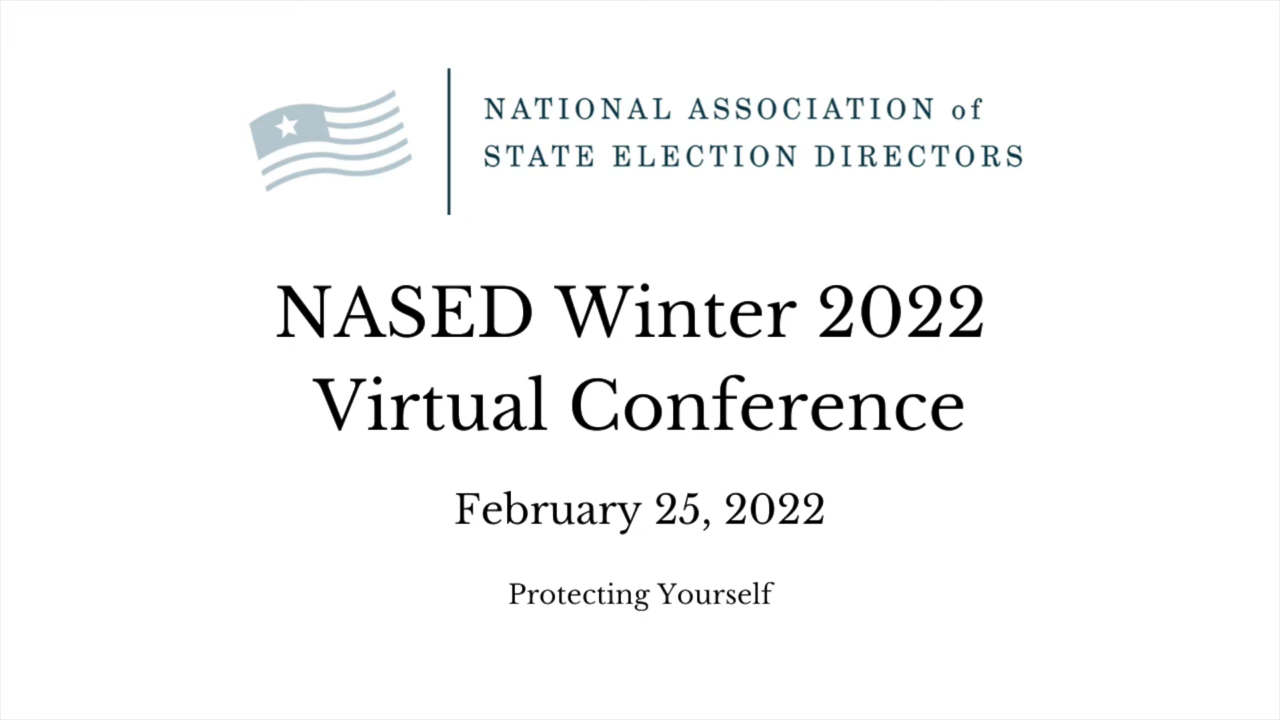 NATIONAL ASSOCIATION of
STATE ELECTION DIRECTORS
NASED Winter 2022
Virtual Conference
February 25, 2022
Protecting Yourself